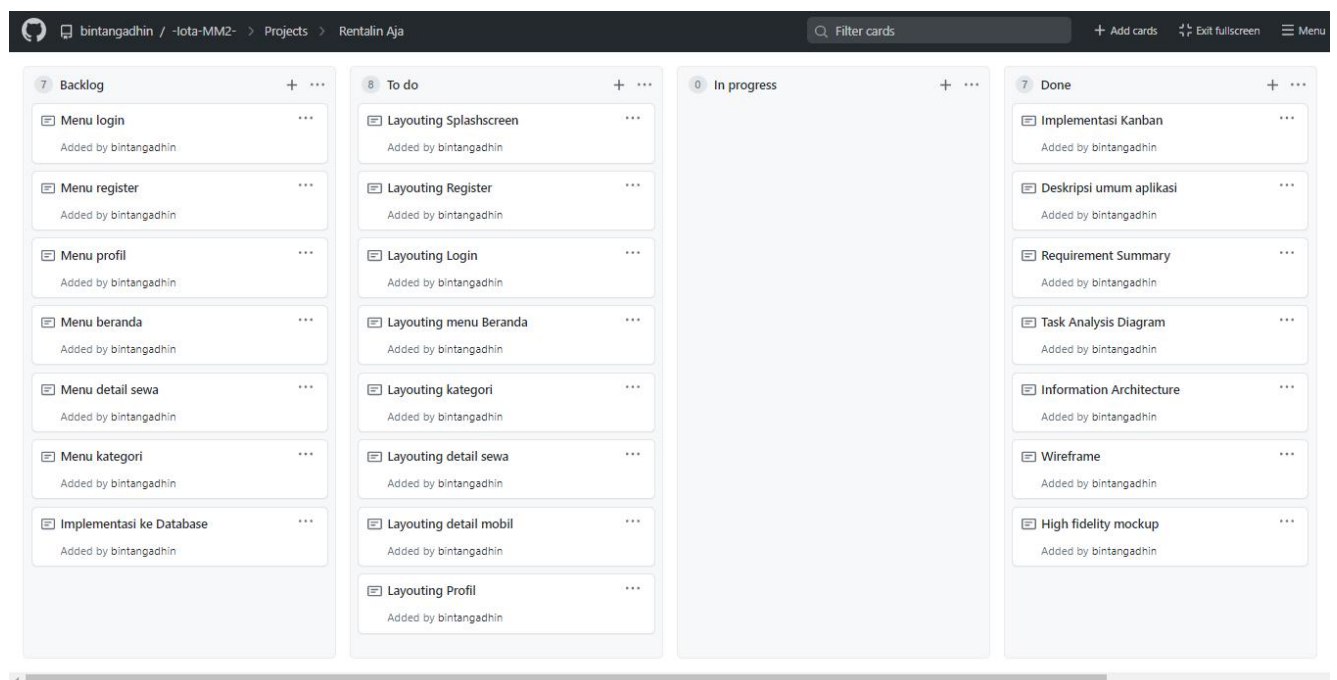 bintangadhin / -Iota-MM2- > Projects > Rentalin Aja
Filter cards
+ Add cards
Exit fullscreen
Menu
7 Backlog
Menu login
Added by bintangadhin
Menu register
Added by bintangadhin
Menu profil
Added by bintangadhin
Menu beranda
Added by bintangadhin
Menu detail sewa
Added by bintangadhin
Menu kategori
Added by bintangadhin
Implementasi ke Database
Added by bintangadhin
8 To do
Layouting Splashscreen
Added by bintangadhin
Layouting Register
Added by bintangadhin
Layouting Login
Added by bintangadhin
Layouting menu Beranda
Added by bintangadhin
Layouting kategori
Added by bintangadhin
Layouting detail sewa
Added by bintangadhin
Layouting detail mobil
Added by bintangadhin
Layouting Profil
Added by bintangadhin
0 In progress
7 Done
Implementasi Kanban
Added by bintangadhin
Deskripsi umum aplikasi
Added by bintangadhin
Requirement Summary
Added by bintangadhin
Task Analysis Diagram
Added by bintangadhin
Information Architecture
Added by bintangadhin
Wireframe
Added by bintangadhin
High fidelity mockup
Added by bintangadhin